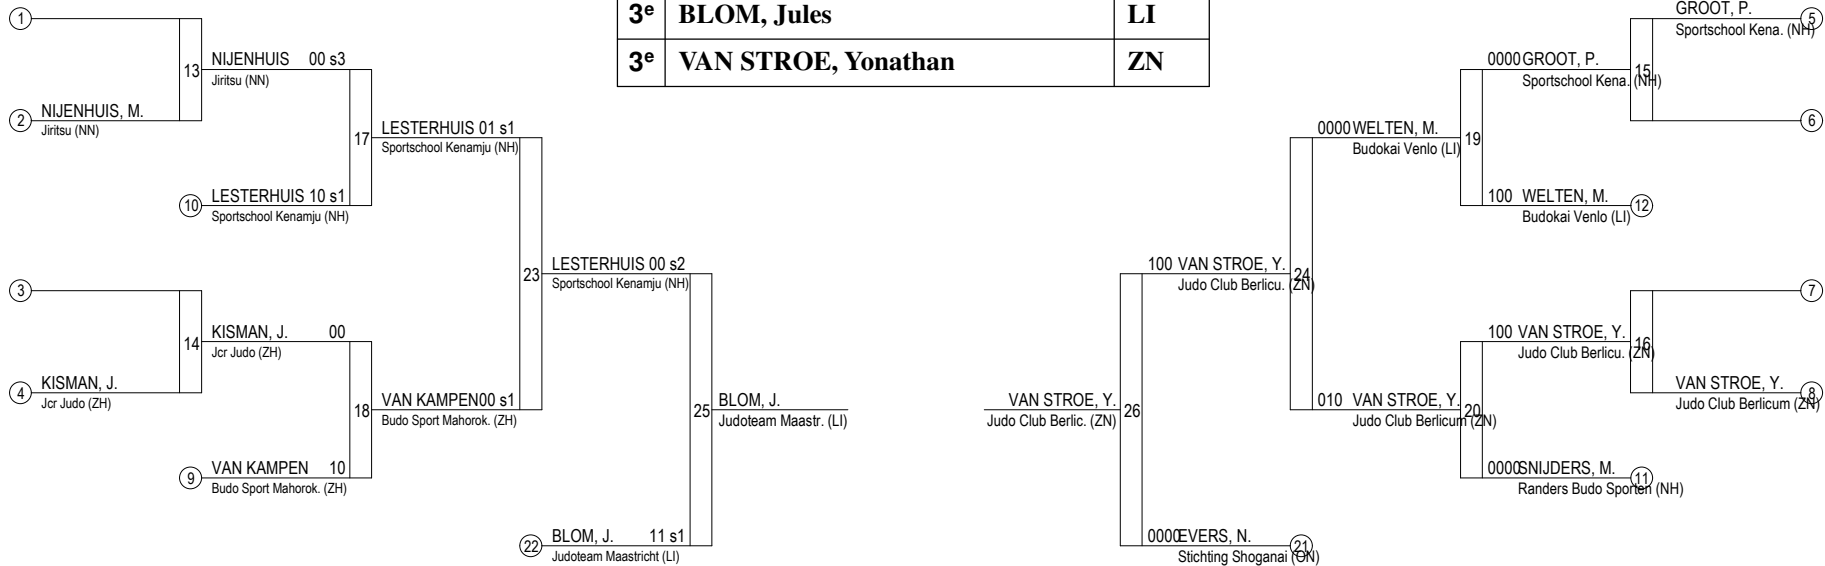 3e BLOM, Jules LI
3e VAN STROE, Yonathan ZN
1
13
NIJENHUIS 00 s3
Jiritsu (NN)
2
NIJENHUIS, M.
Jiritsu (NN)
17
LESTERHUIS 01 s1
Sportschool Kenamju (NH)
10
LESTERHUIS 10 s1
Sportschool Kenamju (NH)
23
LESTERHUIS 00 s2
Sportschool Kenamju (NH)
3
14
KISMAN, J. 00
Jcr Judo (ZH)
4
KISMAN, J.
Jcr Judo (ZH)
18
VAN KAMPEN00 s1
Budo Sport Mahorok. (ZH)
9
VAN KAMPEN 10
Budo Sport Mahorok. (ZH)
25
BLOM, J.
Judoteam Maastr. (LI)
22
BLOM, J. 11 s1
Judoteam Maastricht (LI)
GROOT, P.
5
Sportschool Kena. (NH)
15
0000 GROOT, P.
Sportschool Kena. (NH)
6
0000 WELTEN, M.
Budokai Venlo (LI)
19
100 WELTEN, M.
Budokai Venlo (LI)
12
100 VAN STROE, Y.
Judo Club Berlicu. (ZN)
24
7
100 VAN STROE, Y.
Judo Club Berlicu. (ZN)
16
VAN STROE, Y.
Judo Club Berlicum (ZN)
8
010 VAN STROE, Y.
Judo Club Berlicum (ZN)
20
0000 SNIJDERS, M.
Randers Budo Sporten (NH)
11
VAN STROE, Y.
Judo Club Berlic. (ZN)
26
0000 EVERS, N.
Stichting Shoganai (ON)
21